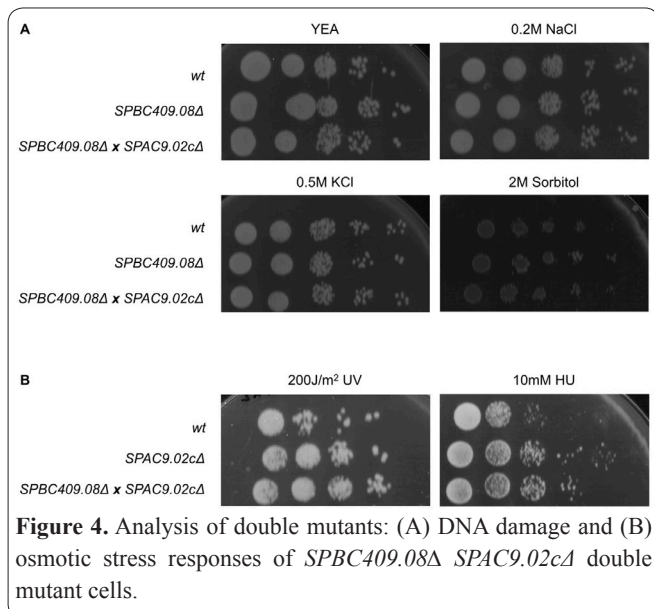 A
YEA
0.2M NaCl
wt
SPBC409.08Δ
SPBC409.08Δ x SPAC9.02cΔ
0.5M KCl
2M Sorbitol
wt
SPBC409.08Δ
SPBC409.08Δ x SPAC9.02cΔ
B
200J/m² UV
10mM HU
wt
SPAC9.02cΔ
SPBC409.08Δ x SPAC9.02cΔ
Figure 4. Analysis of double mutants: (A) DNA damage and (B)
osmotic stress responses of SPBC409.08Δ SPAC9.02cΔ double
mutant cells.